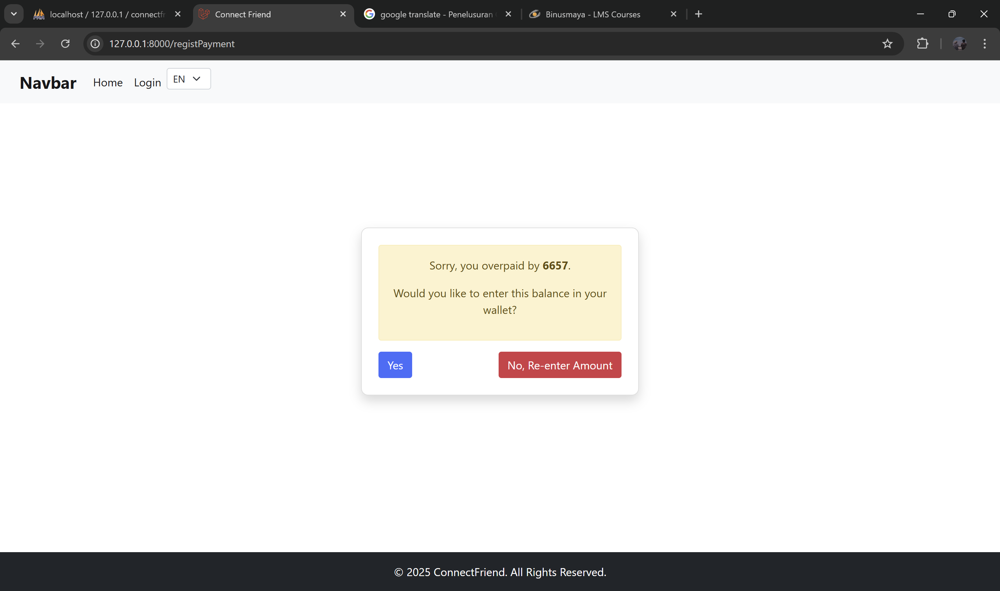 localhost / 127.0.0.1 / connectfr
Connect Friend
google translate - Penelusuran
Binusmaya - LMS Courses
127.0.0.1:8000/registPayment
Navbar
Home
Login
EN
Sorry, you overpaid by 6657.
Would you like to enter this balance in your
wallet?
Yes
No, Re-enter Amount
© 2025 ConnectFriend. All Rights Reserved.